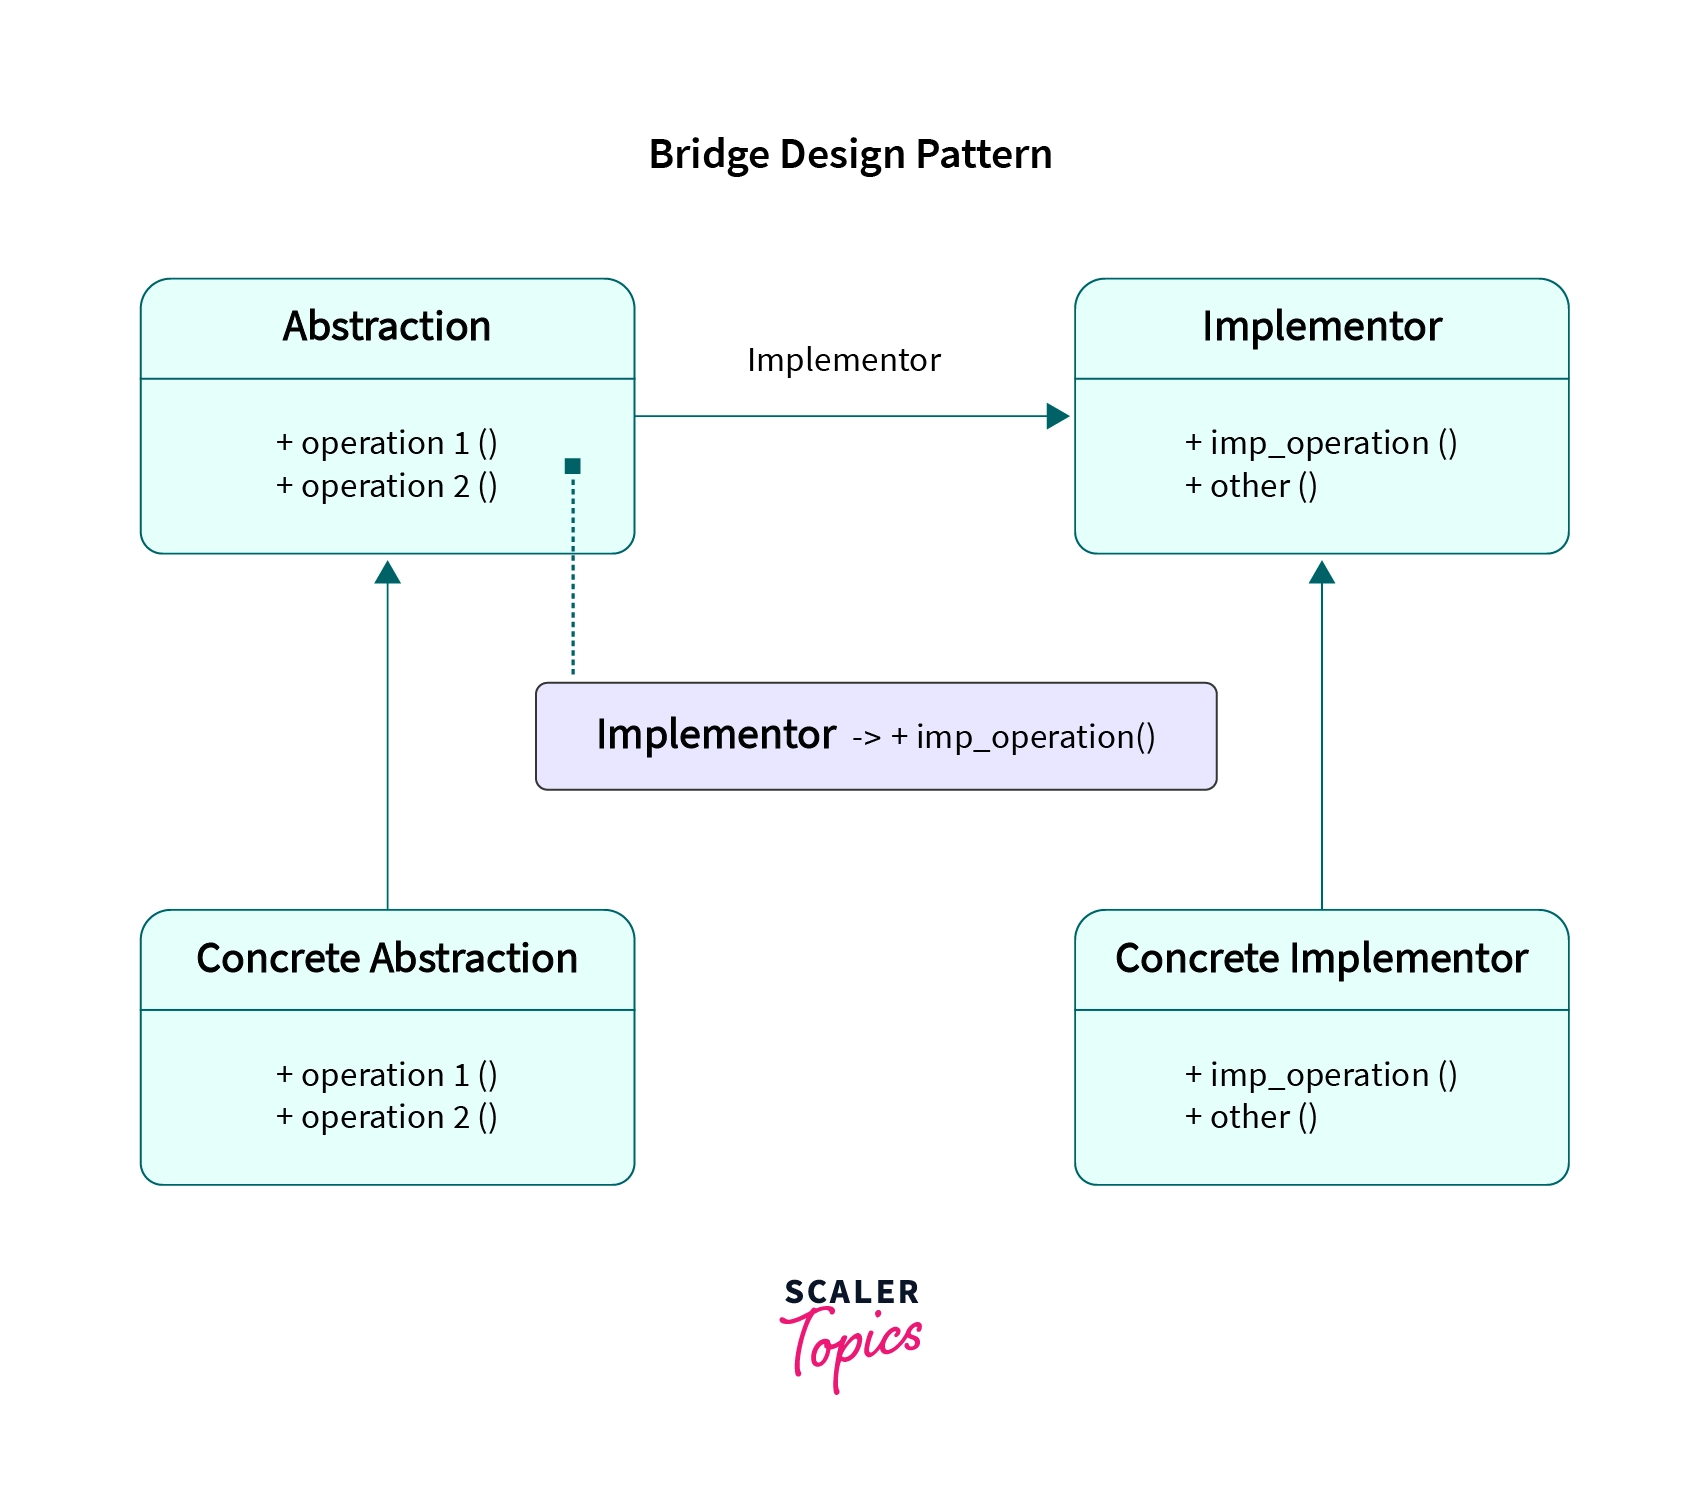 Bridge Design Pattern
Abstraction
+ operation 1 ()
+ operation 2 ()
Implementor
Implementor
+ imp_operation ()
+ other ()
Implementor -> + imp_operation()
Concrete Abstraction
+ operation 1 ()
+ operation 2 ()
Concrete Implementor
+ imp_operation ()
+ other ()
SCALER
Topics